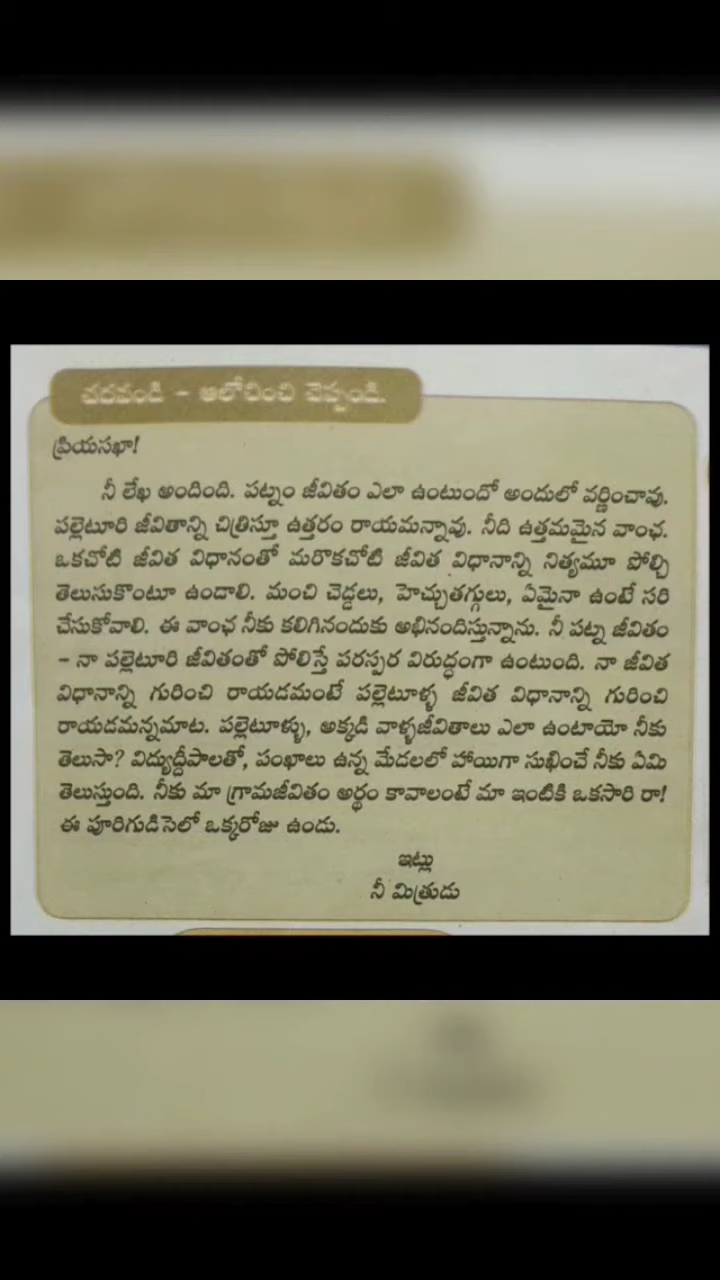 చదవండి - ఆలోచించి చెప్పండి.
ప్రియసఖా!
నీ లేఖ అందింది. పట్నం జీవితం ఎలా ఉంటుందో అందులో వర్ణించావు.
పల్లెటూరి జీవితాన్ని చిత్రిస్తూ ఉత్తరం రాయమన్నావు. నీది ఉత్తమమైన వాంఛ.
ఒకచోటి జీవిత విధానంతో మరొకచోటి జీవిత విధానాన్ని నిత్యమూ పోల్చి
తెలుసుకొంటూ ఉండాలి. మంచి చెడ్డలు, హెచ్చుతగ్గులు, ఏమైనా ఉంటే సరి
చేసుకోవాలి. ఈ వాంఛ నీకు కలిగినందుకు అభినందిస్తున్నాను. నీ పట్న జీవితం
– నా పల్లెటూరి జీవితంతో పోలిస్తే పరస్పర విరుద్ధంగా ఉంటుంది. నా జీవిత
విధానాన్ని గురించి రాయడమంటే పల్లెటూళ్ళ జీవిత విధానాన్ని గురించి
రాయడమన్నమాట. పల్లెటూళ్ళు, అక్కడి వాళ్ళజీవితాలు ఎలా ఉంటాయో నీకు
తెలుసా? విద్యుద్దీపాలతో, పంఖాలు ఉన్న మేడలలో హాయిగా సుఖించే నీకు ఏమి
తెలుస్తుంది. నీకు మా గ్రామజీవితం అర్థం కావాలంటే మా ఇంటికి ఒకసారి రా!
ఈ పూరిగుడిసెలో ఒక్కరోజు ఉండు.
ఇట్లు
నీ మిత్రుడు